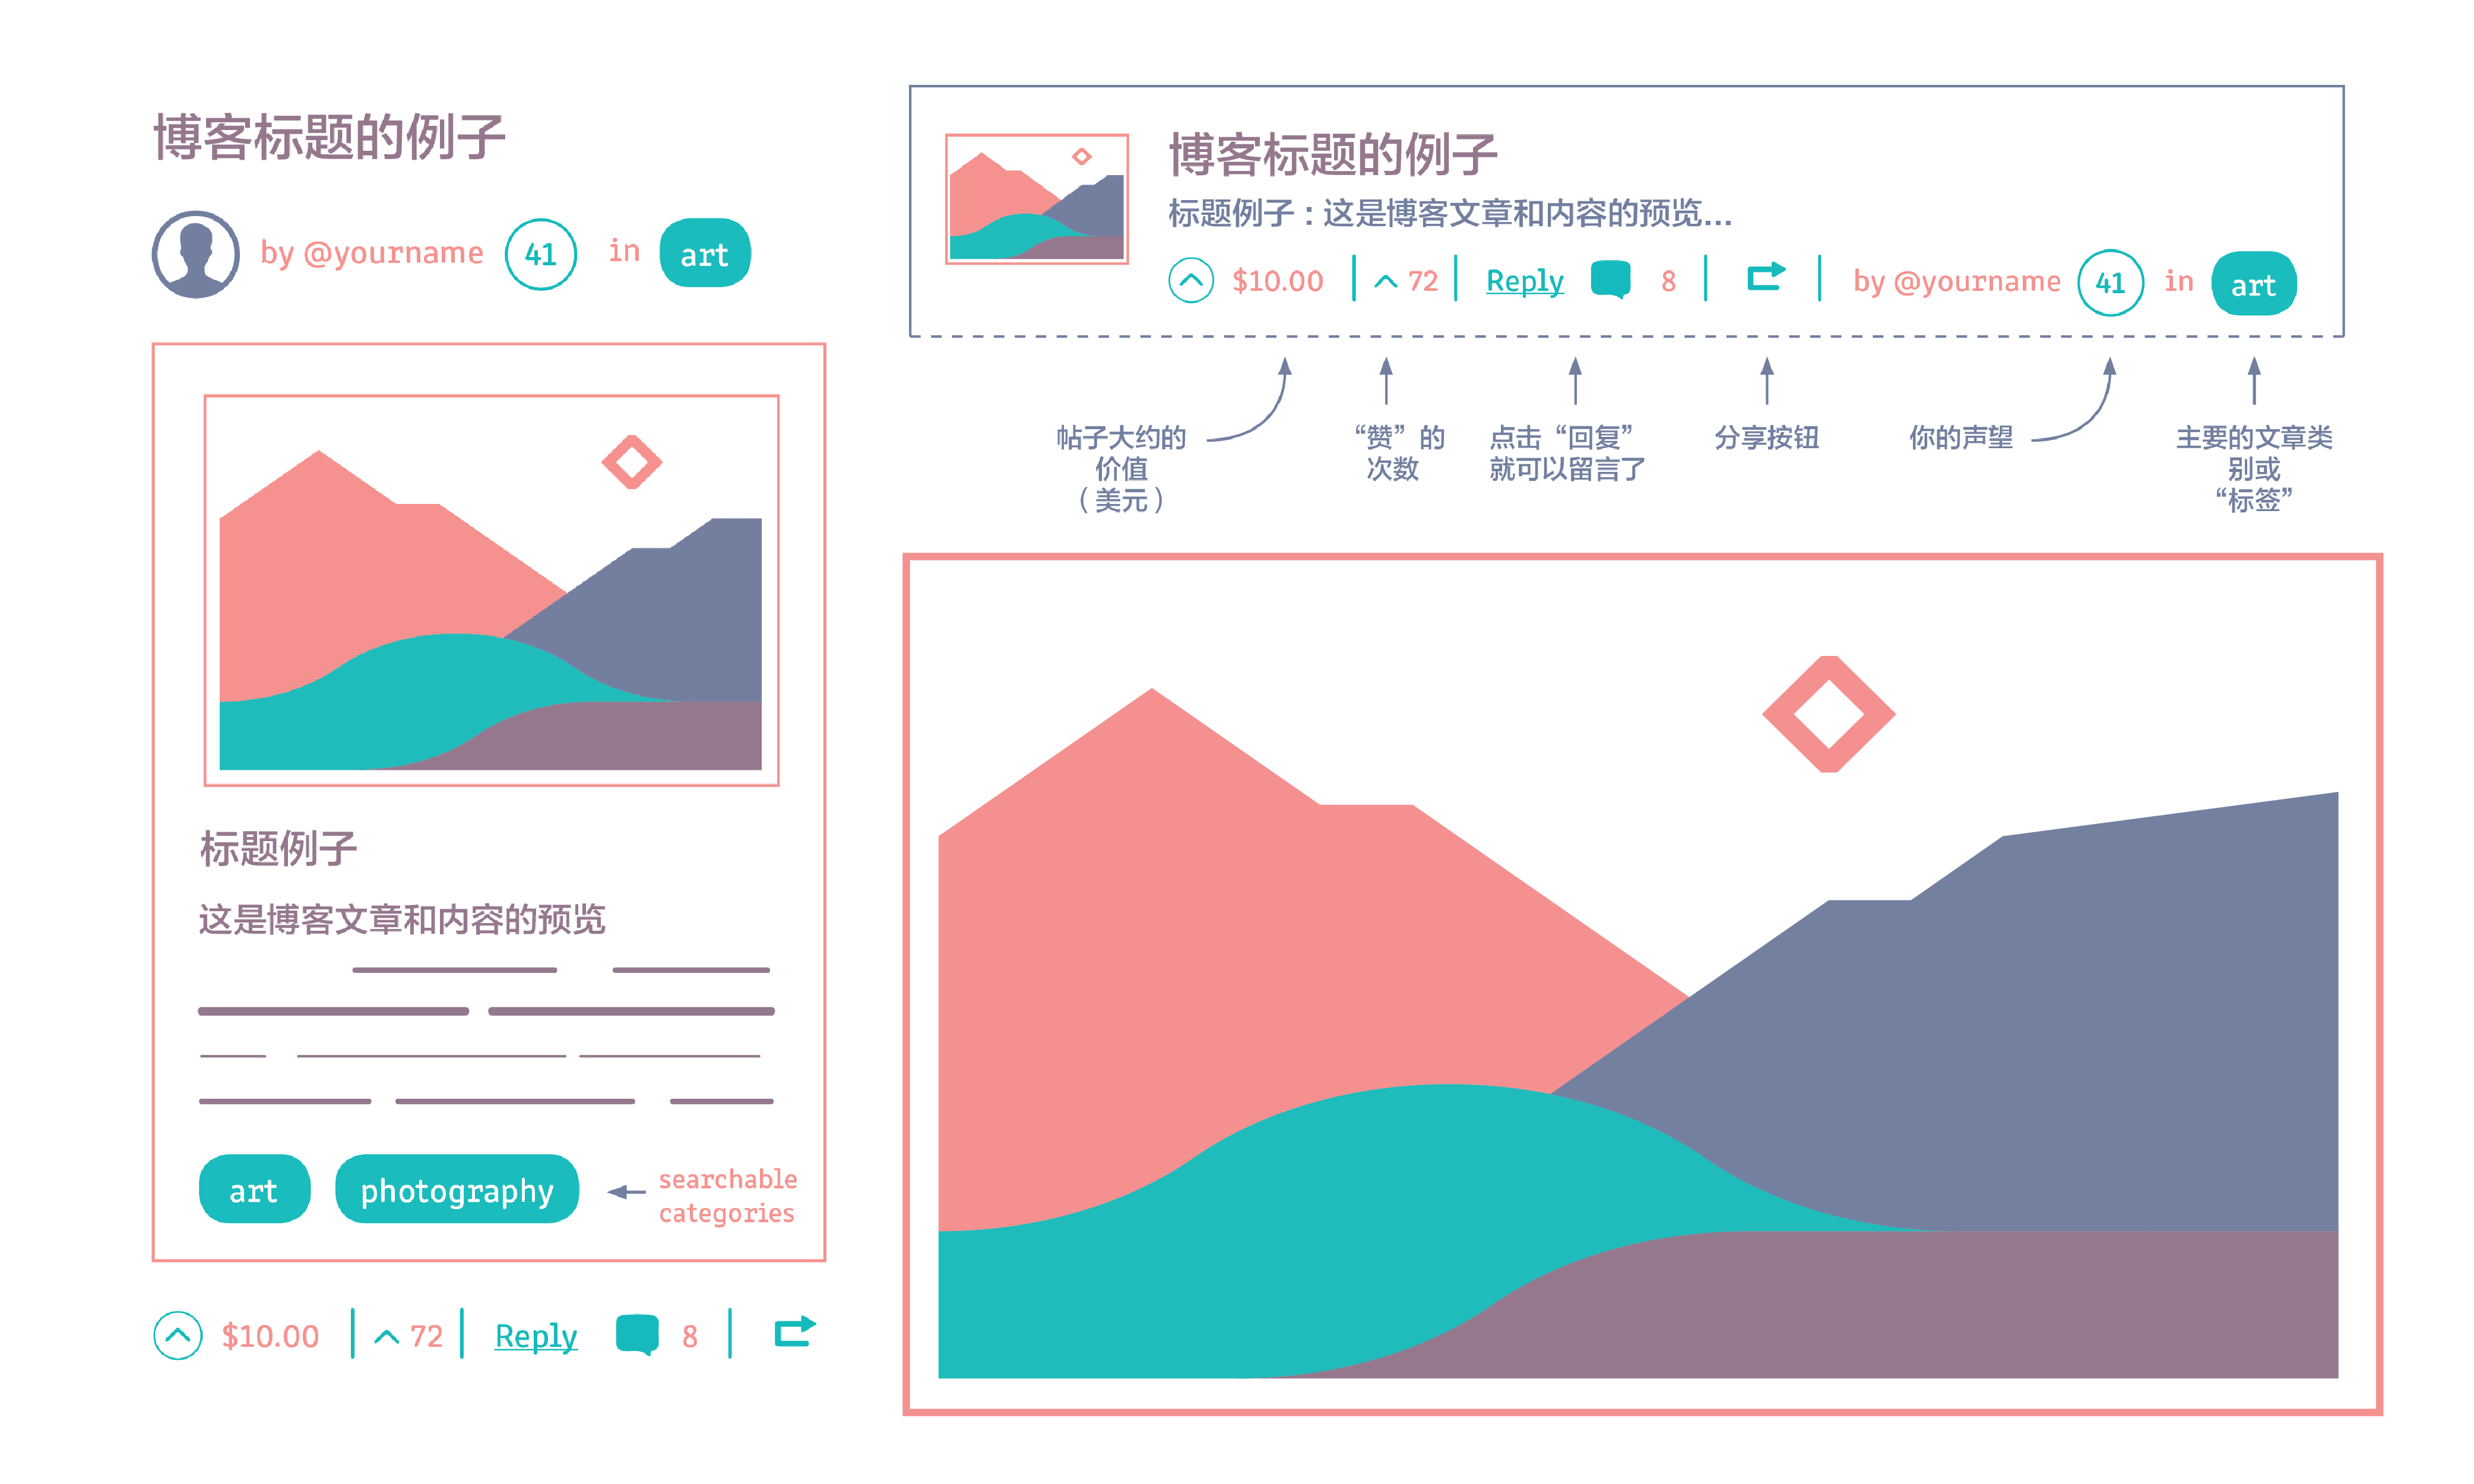 博客标题的例子
by @yourname 41 in art
标题例子
这是博客文章和内容的预览
art photography searchable
categories
$10.00 72 Reply 8
博客标题的例子
标题例子：这是博客文章和内容的预览...
$10.00 72 Reply 8 by @yourname 41 in art
帖子大约的
价值
（美元）
“赞”的
次数
点击“回复”
就可以留言了
分享按钮
你的声望
主要的文章类
别或
“标签”